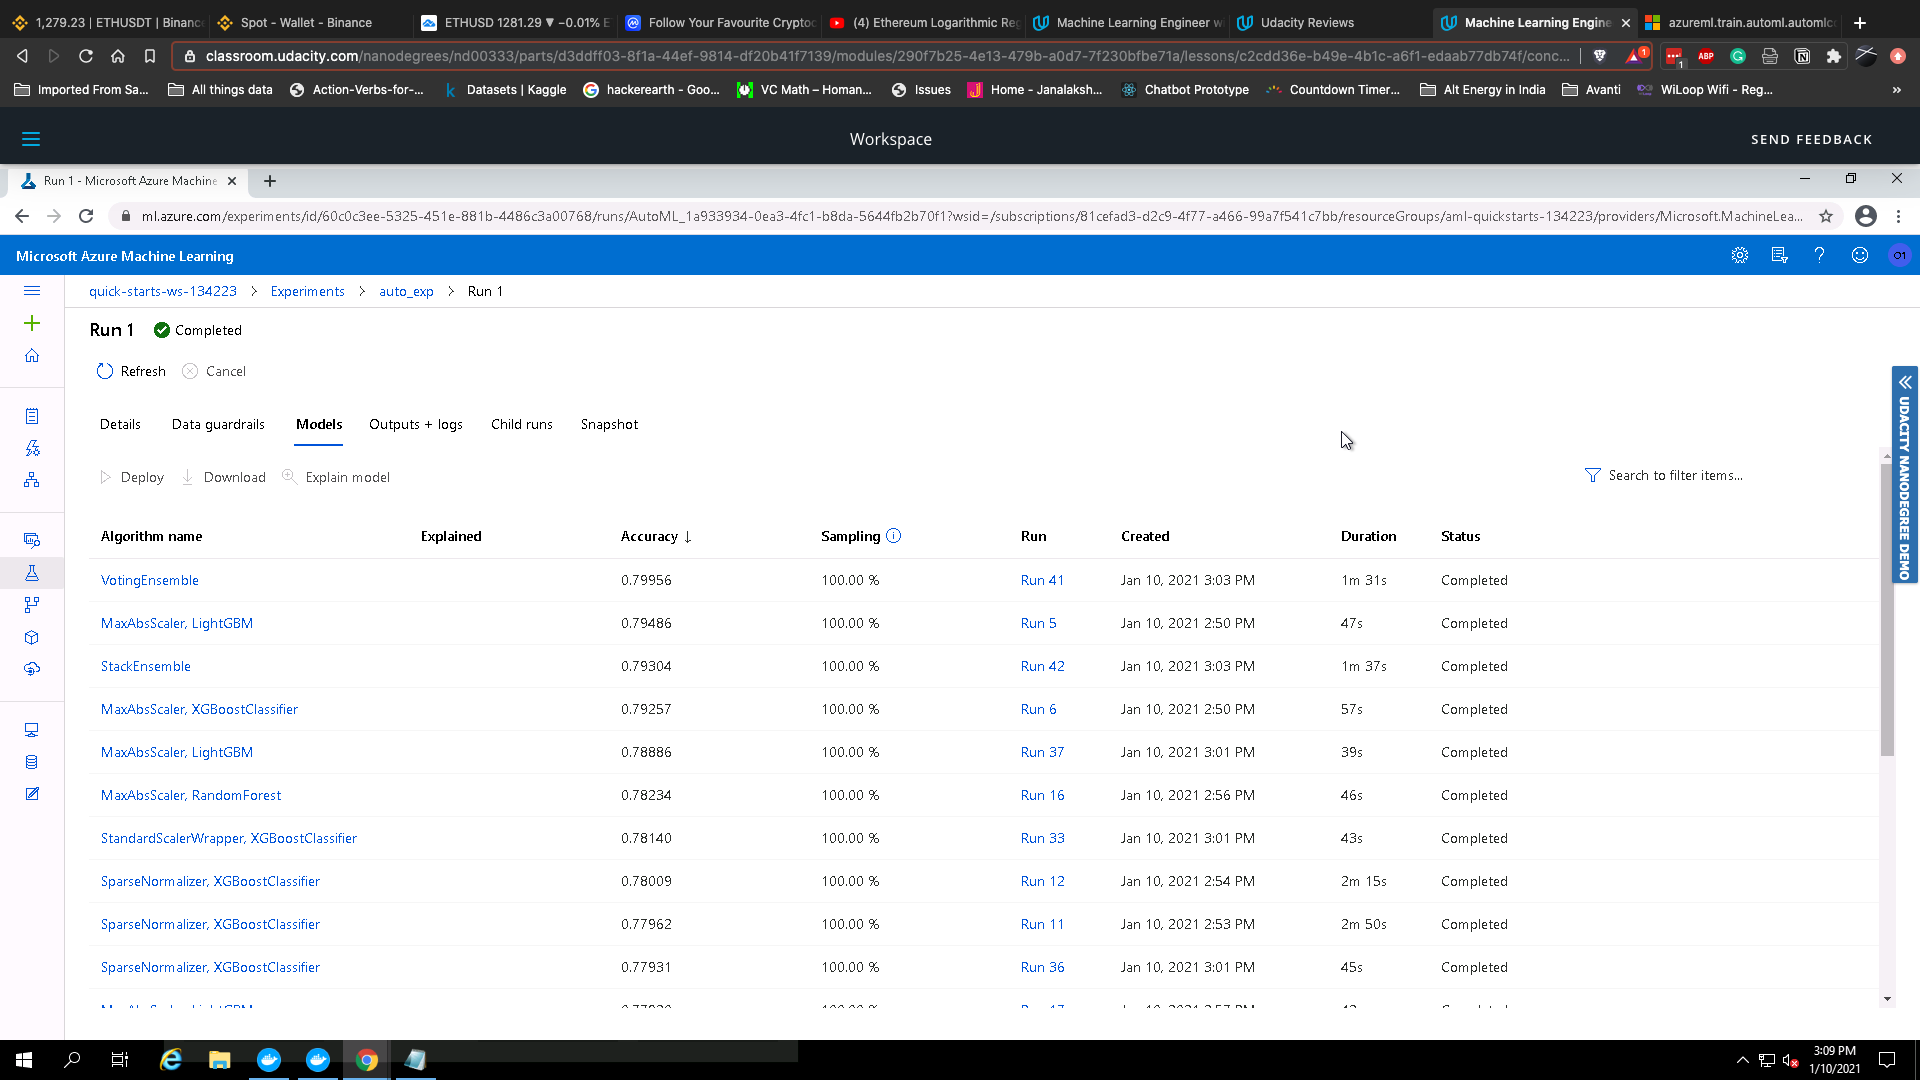 1,279.23 | ETHUSDT | Binanc
Spot - Wallet - Binance
ETHUSD 1281.29 ▼ −0.01% E
Follow Your Favourite Crypto
(4) Ethereum Logarithmic Re
Machine Learning Engineer w
Udacity Reviews
Machine Learning Engine
azureml.train.automl.automlc
classroom.udacity.com/nanodegrees/nd00333/parts/d3ddff03-8f1a-44ef-9814-df20b41f7139/modules/290f7b25-4e13-479b-a0d7-7f230bfbe71a/lessons/c2cdd36e-b49e-4b1c-a6f1-edaab77db74f/conc...
1
1
ABP
Imported From Sa...
All things data
Action-Verbs-for-...
Datasets | Kaggle
hackerearth - Goo...
VC Math – Homan...
Issues
Home - Janalaksh...
Chatbot Prototype
Countdown Timer...
Alt Energy in India
Avanti
WiLoop Wifi - Reg...
»
Workspace
SEND FEEDBACK
Run 1 - Microsoft Azure Machine
ml.azure.com/experiments/id/60c0c3ee-5325-451e-881b-4486c3a00768/runs/AutoML_1a933934-0ea3-4fc1-b8da-5644fb2b70f1?wsid=/subscriptions/81cefad3-d2c9-4f77-a466-99a7f541c7bb/resourceGroups/aml-quickstarts-134223/providers/Microsoft.MachineLea...
Microsoft Azure Machine Learning
O1
quick-starts-ws-134223 > Experiments > auto_exp > Run 1
Run 1 Completed
Refresh Cancel
Details Data guardrails Models Outputs + logs Child runs Snapshot
Deploy Download Explain model
Search to filter items...
UDACITY NANODEGREE DEMO
Algorithm name Explained Accuracy ↓ Sampling Run Created Duration Status
VotingEnsemble 0.79956 100.00 % Run 41 Jan 10, 2021 3:03 PM 1m 31s Completed
MaxAbsScaler, LightGBM 0.79486 100.00 % Run 5 Jan 10, 2021 2:50 PM 47s Completed
StackEnsemble 0.79304 100.00 % Run 42 Jan 10, 2021 3:03 PM 1m 37s Completed
MaxAbsScaler, XGBoostClassifier 0.79257 100.00 % Run 6 Jan 10, 2021 2:50 PM 57s Completed
MaxAbsScaler, LightGBM 0.78886 100.00 % Run 37 Jan 10, 2021 3:01 PM 39s Completed
MaxAbsScaler, RandomForest 0.78234 100.00 % Run 16 Jan 10, 2021 2:56 PM 46s Completed
StandardScalerWrapper, XGBoostClassifier 0.78140 100.00 % Run 33 Jan 10, 2021 3:01 PM 43s Completed
SparseNormalizer, XGBoostClassifier 0.78009 100.00 % Run 12 Jan 10, 2021 2:54 PM 2m 15s Completed
SparseNormalizer, XGBoostClassifier 0.77962 100.00 % Run 11 Jan 10, 2021 2:53 PM 2m 50s Completed
SparseNormalizer, XGBoostClassifier 0.77931 100.00 % Run 36 Jan 10, 2021 3:01 PM 45s Completed
3:09 PM
1/10/2021